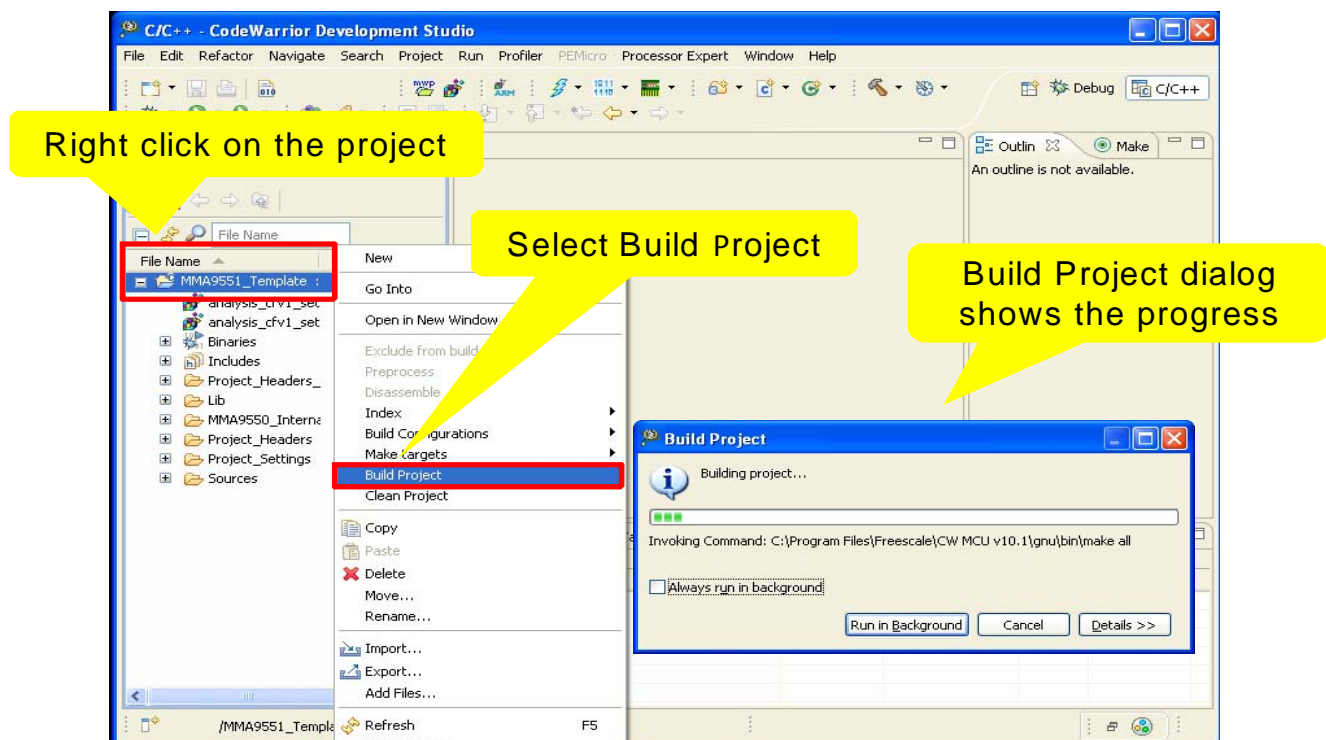 C/C++ - CodeWarrior Development Studio
File Edit Refactor Navigate Search Project Run Profiler PEMicro Processor Expert Window Help
Debug C/C++
Right click on the project
Outlin Make
An outline is not available.
File Name
Select Build Project
Build Project dialog
shows the progress
File Name
MMA9551_Template :
analysis_cfv1_set
analysis_cfv1_set
Binaries
Includes
Project_Headers_
Lib
MMA9550_Interna
Project_Headers
Project_Settings
Sources
New
Go Into
Open in New Window
Exclude from build
Preprocess
Disassemble
Index
Build Configurations
Make targets
Build Project
Clean Project
Copy
Paste
Delete
Move...
Rename...
Import...
Export...
Add Files...
Refresh F5
Build Project
Building project...
Invoking Command: C:\Program Files\Freescale\CW MCU v10.1\gnu\bin\make all
Always run in background
Run in Background Cancel Details >>
/MMA9551_Templa